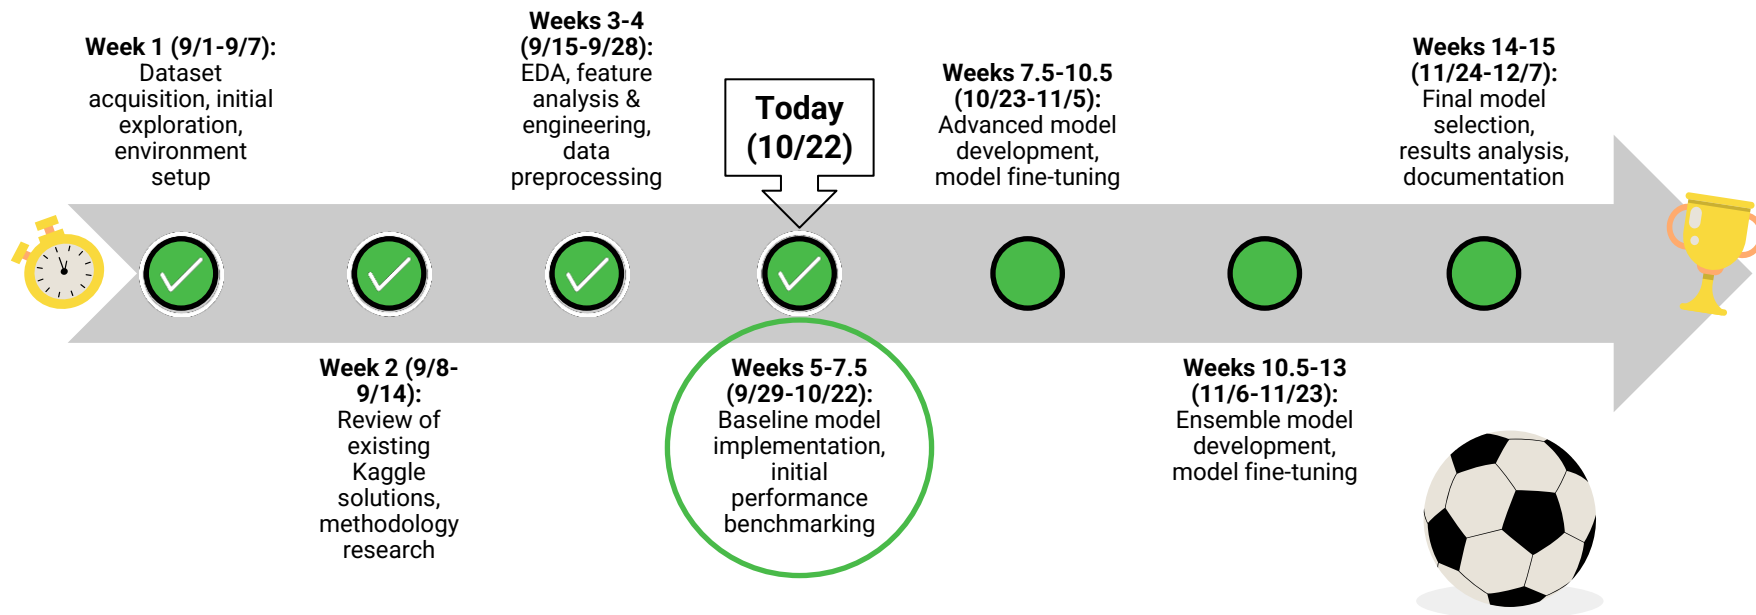 Week 1 (9/1-9/7):
Dataset
acquisition, initial
exploration,
environment
setup
Week 2 (9/8-
9/14):
Review of
existing
Kaggle
solutions,
methodology
research
Weeks 3-4
(9/15-9/28):
EDA, feature
analysis &
engineering,
data
preprocessing
Today
(10/22)
Weeks 5-7.5
(9/29-10/22):
Baseline model
implementation,
initial
performance
benchmarking
Weeks 7.5-10.5
(10/23-11/5):
Advanced model
development,
model fine-tuning
Weeks 10.5-13
(11/6-11/23):
Ensemble model
development,
model fine-tuning
Weeks 14-15
(11/24-12/7):
Final model
selection,
results analysis,
documentation